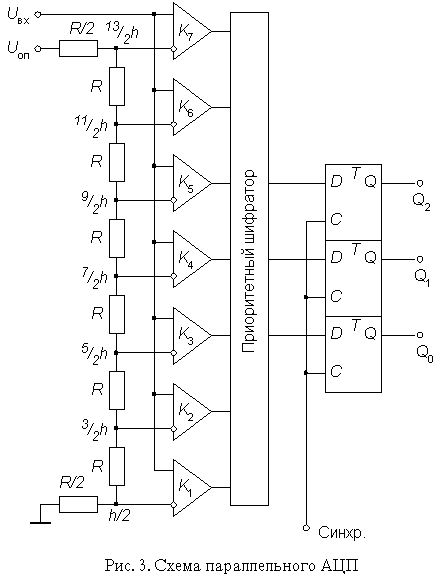 Uвх
R/2
13/2h
K7
Uоп
R
11/2h
K6
R
9/2h
K5
D T Q
Q2
R
C
7/2h
K4
D T Q
Q1
R
C
5/2h
K3
D T Q
Q0
R
C
3/2h
K2
R
R/2
K1
h/2
Приоритетный шифратор
Синхр.
Рис. 3. Схема параллельного АЦП